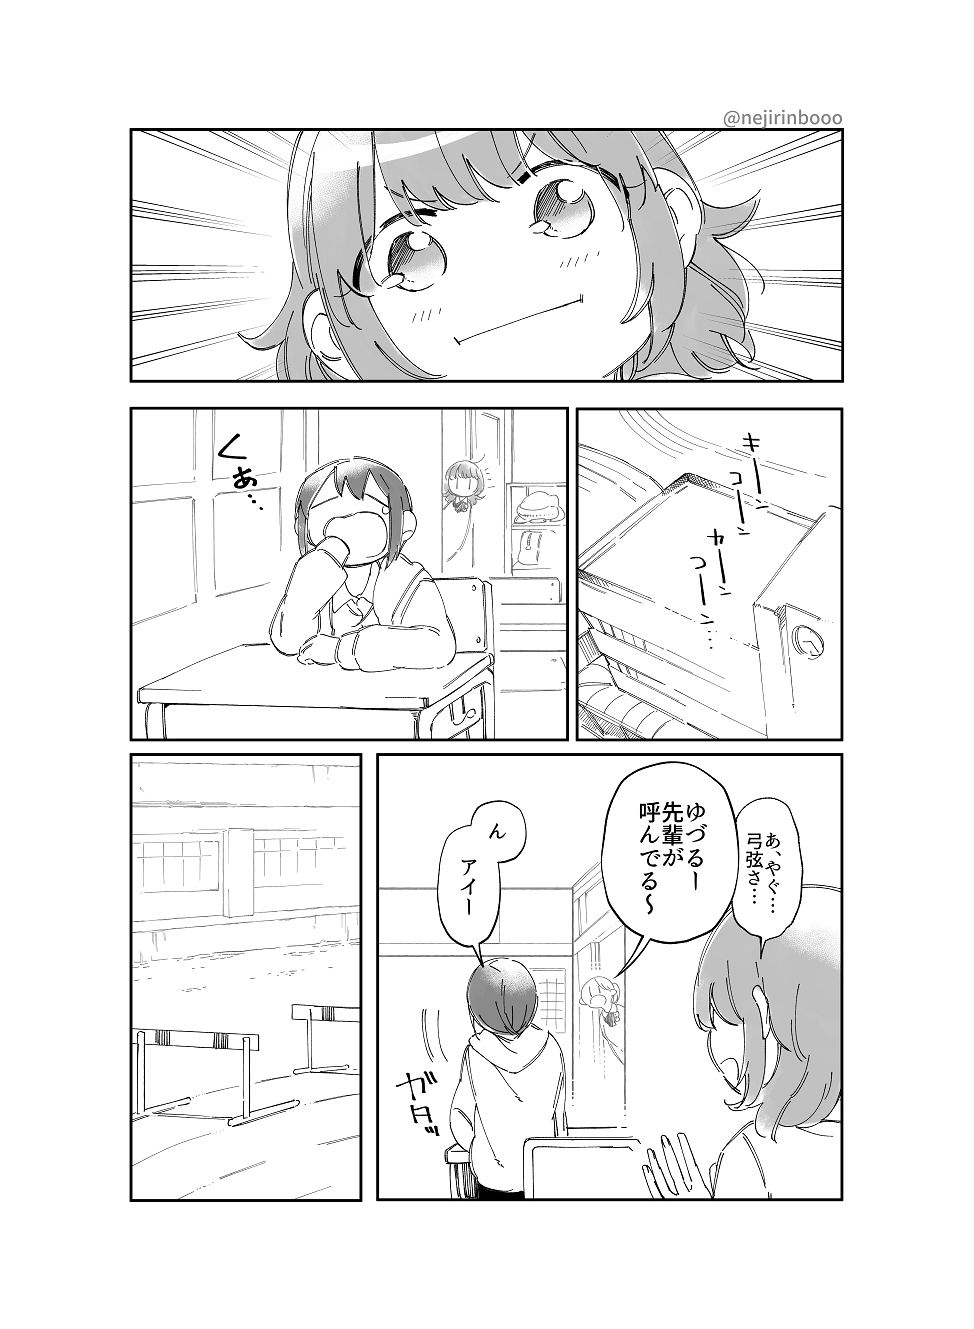 @nejirinbooo
キーン
コーン
カーン
コーン…
くあ…
あ、やぐ…
弓弦さ…
ゆづるー
先輩が
呼んでる〜
ん
アイー
ガタッ